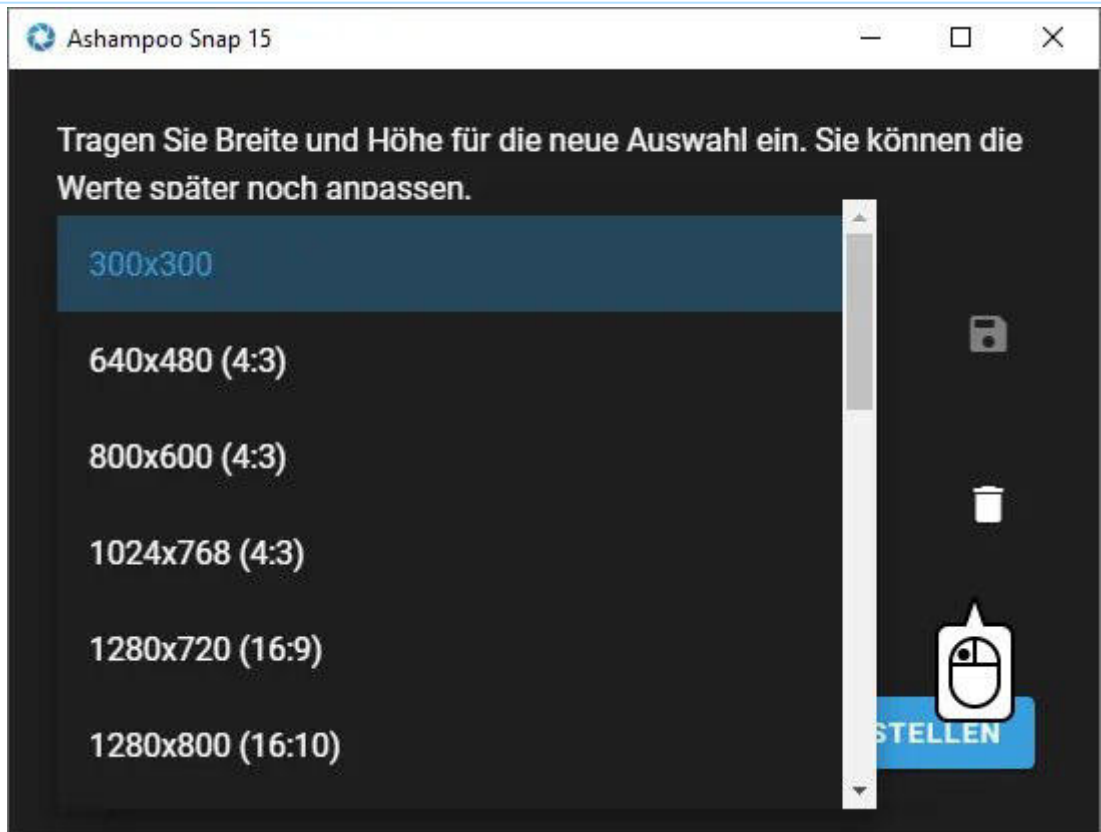 Ashampoo Snap 15
Tragen Sie Breite und Höhe für die neue Auswahl ein. Sie können die
Werte später noch anpassen.
300x300
640x480 (4:3)
800x600 (4:3)
1024x768 (4:3)
1280x720 (16:9)
1280x800 (16:10)
STELLEN